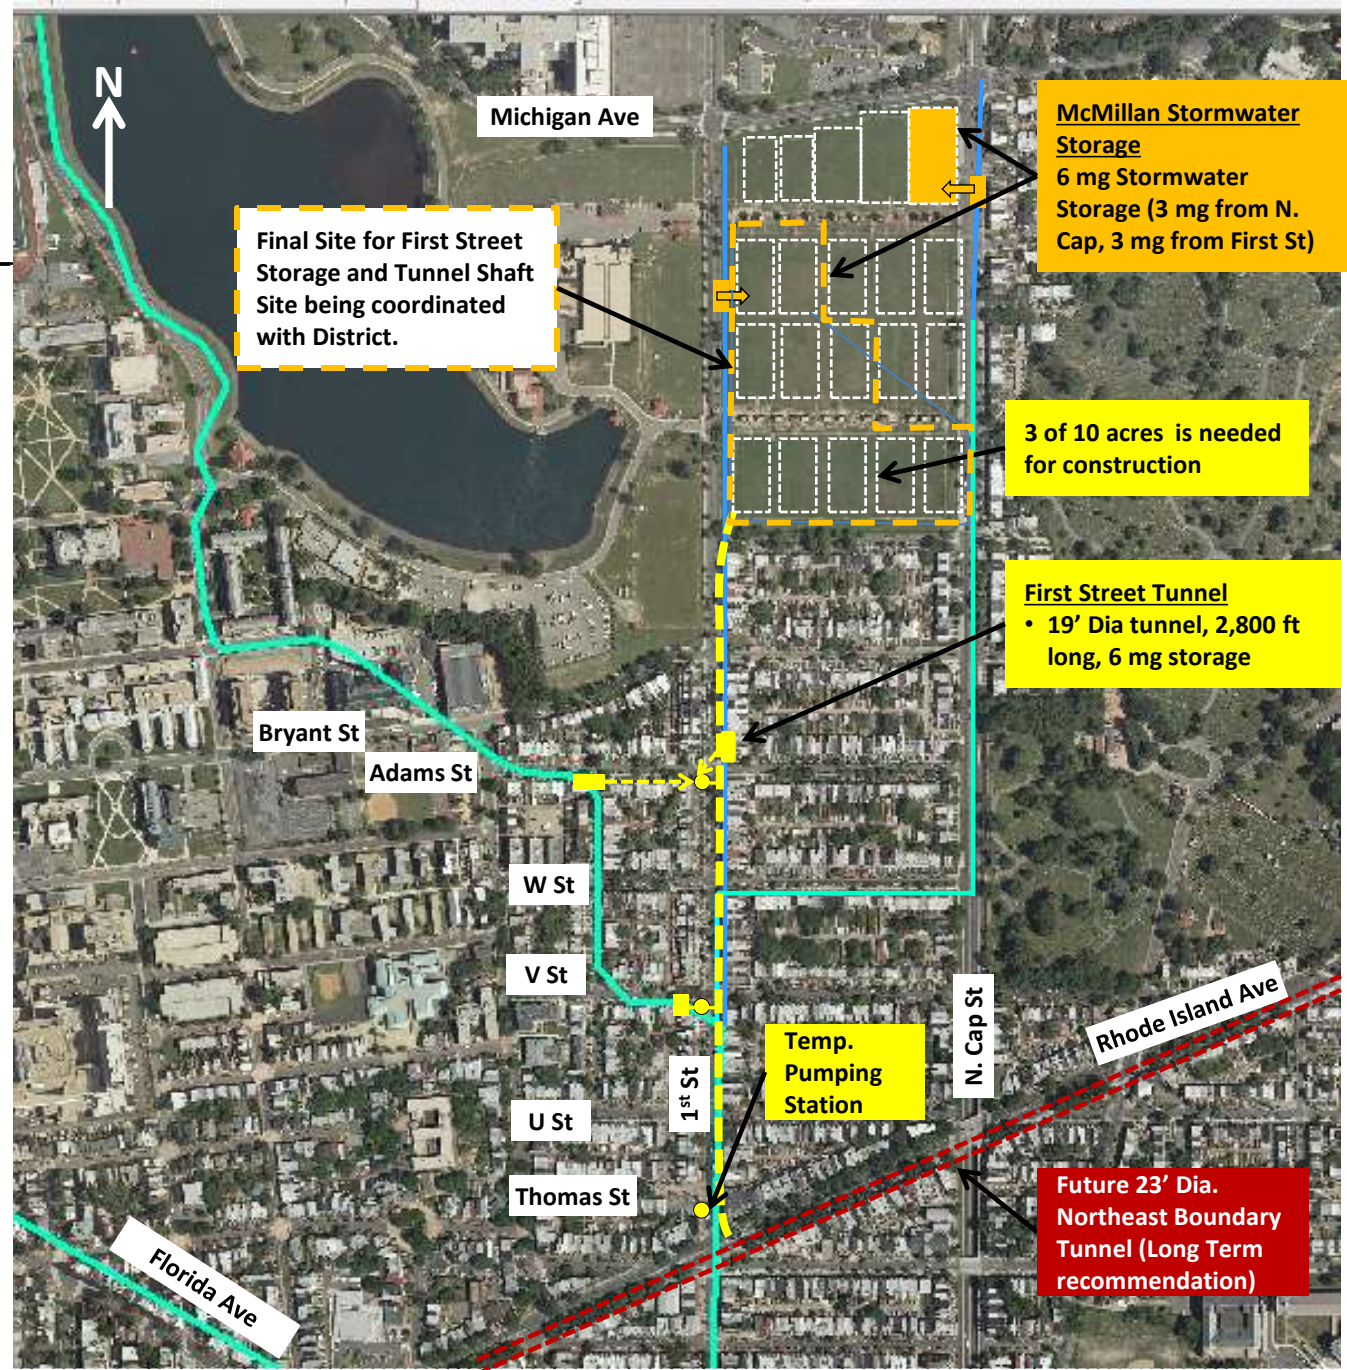 N
Michigan Ave
McMillan Stormwater
Storage
6 mg Stormwater
Storage (3 mg from N.
Cap, 3 mg from First St)
Final Site for First Street
Storage and Tunnel Shaft
Site being coordinated
with District.
3 of 10 acres is needed
for construction
First Street Tunnel
• 19’ Dia tunnel, 2,800 ft
long, 6 mg storage
Bryant St
Adams St
W St
V St
1st St
N. Cap St
Rhode Island Ave
Temp.
Pumping
Station
U St
Thomas St
Florida Ave
Future 23’ Dia.
Northeast Boundary
Tunnel (Long Term
recommendation)